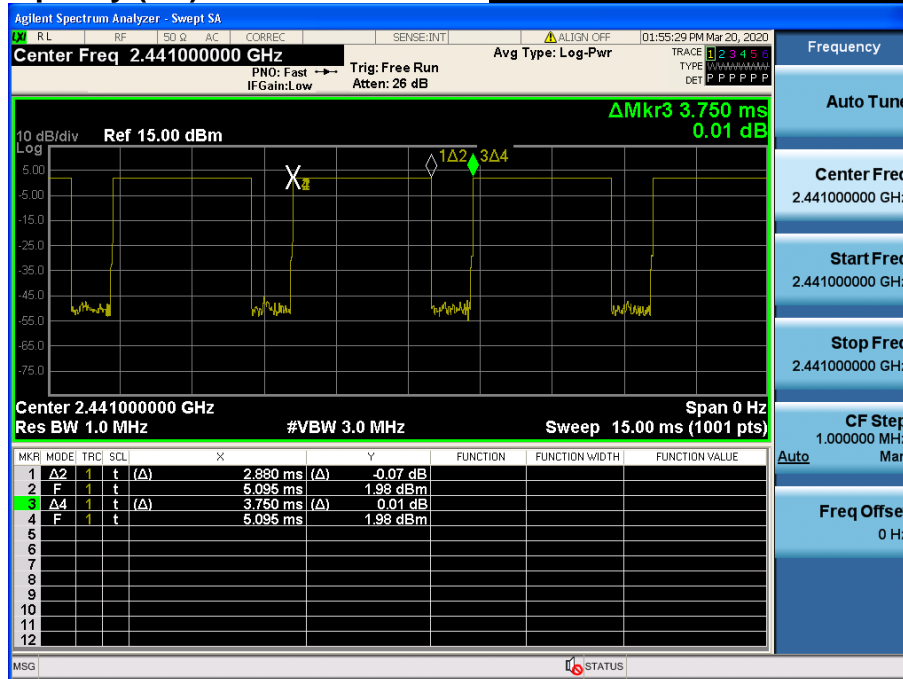 Agilent Spectrum Analyzer - Swept SA
LXI RL RF 50 Ω AC CORREC SENSE:INT ALIGN OFF 01:55:29 PM Mar 20, 2020
Center Freq 2.441000000 GHz Avg Type: Log-Pwr TRACE 1 2 3 4 5 6
PNO: Fast Trig: Free Run TYPE WWWWWW
IFGain:Low Atten: 26 dB DET P P P P P P
ΔMkr3 3.750 ms
0.01 dB
10 dB/div Ref 15.00 dBm
Log
1Δ2 3Δ4
5.00
-5.00
-15.0
-25.0
-35.0
-45.0
-55.0
-65.0
-75.0
Center 2.441000000 GHz Span 0 Hz
Res BW 1.0 MHz #VBW 3.0 MHz Sweep 15.00 ms (1001 pts)
MKR MODE TRC SCL X Y FUNCTION FUNCTION WIDTH FUNCTION VALUE
1 Δ2 1 t (Δ) 2.880 ms (Δ) -0.07 dB
2 F 1 t 5.095 ms 1.98 dBm
3 Δ4 1 t (Δ) 3.750 ms (Δ) 0.01 dB
4 F 1 t 5.095 ms 1.98 dBm
5
6
7
8
9
10
11
12
MSG STATUS
Frequency
Auto Tune
Center Freq
2.441000000 GHz
Start Freq
2.441000000 GHz
Stop Freq
2.441000000 GHz
CF Step
1.000000 MHz
Auto Man
Freq Offset
0 Hz